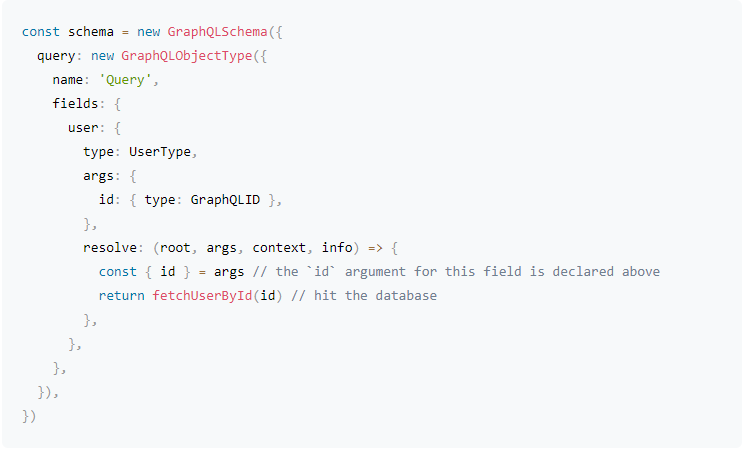 const schema = new GraphQLSchema({
  query: new GraphQLObjectType({
    name: 'Query',
    fields: {
      user: {
        type: UserType,
        args: {
          id: { type: GraphQLID },
        },
        resolve: (root, args, context, info) => {
          const { id } = args // the `id` argument for this field is declared above
          return fetchUserById(id) // hit the database
        },
      },
    },
  }),
})